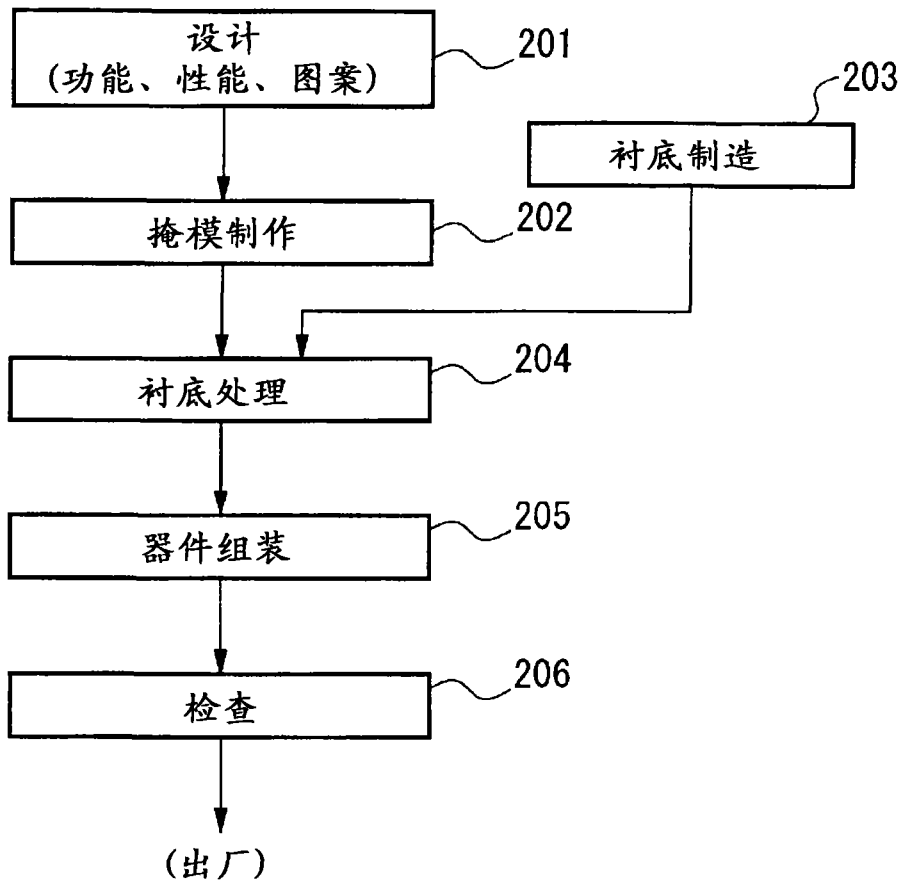 设计
(功能、性能、图案)
201
203
衬底制造
掩模制作
202
衬底处理
204
器件组装
205
检查
206
(出厂)